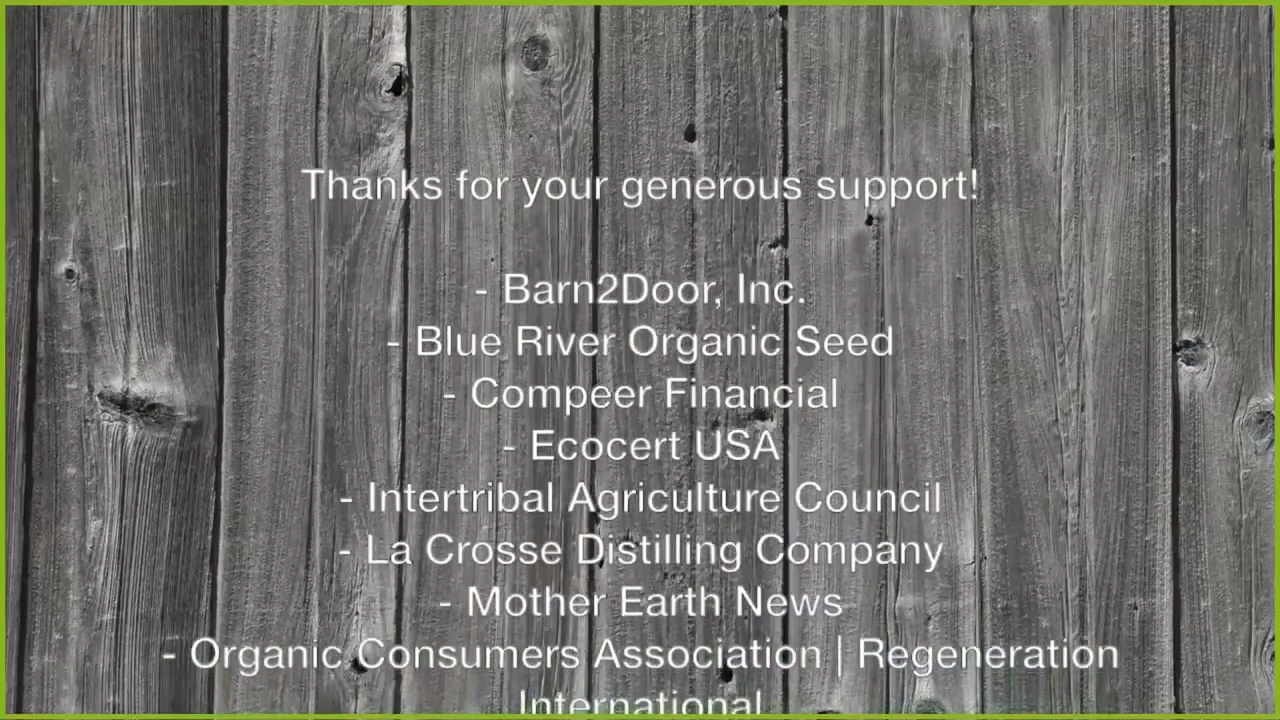 Thanks for your generous support!
- Barn2Door, Inc.
- Blue River Organic Seed
- Compeer Financial
- Ecocert USA
- Intertribal Agriculture Council
- La Crosse Distilling Company
- Mother Earth News
- Organic Consumers Association | Regeneration
International